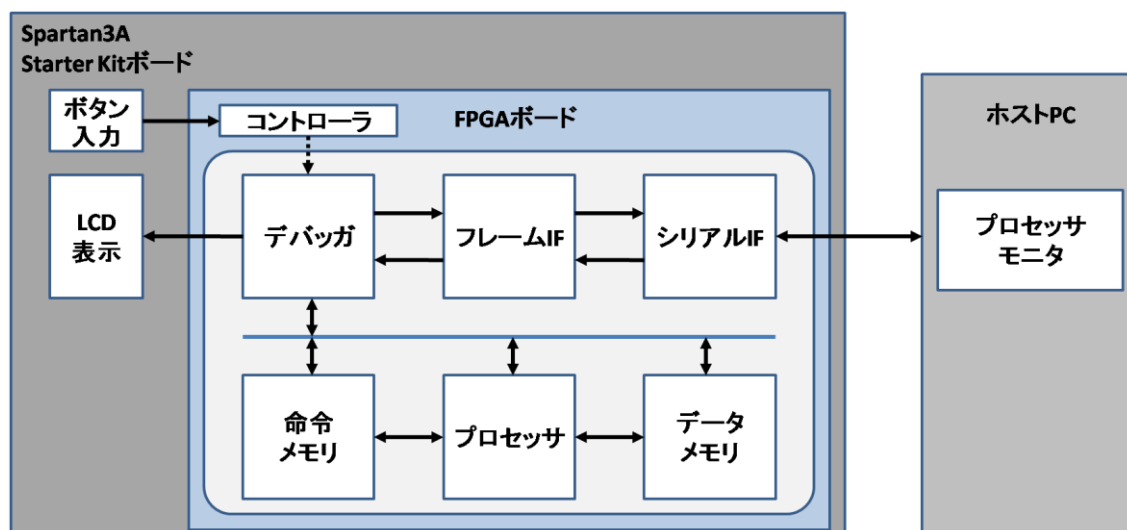 Spartan3A
Starter Kitボード
ボタン
入力
コントローラ
FPGAボード
ホストPC
LCD
表示
デバッガ
フレームIF
シリアルIF
プロセッサ
モニタ
命令
メモリ
プロセッサ
データ
メモリ